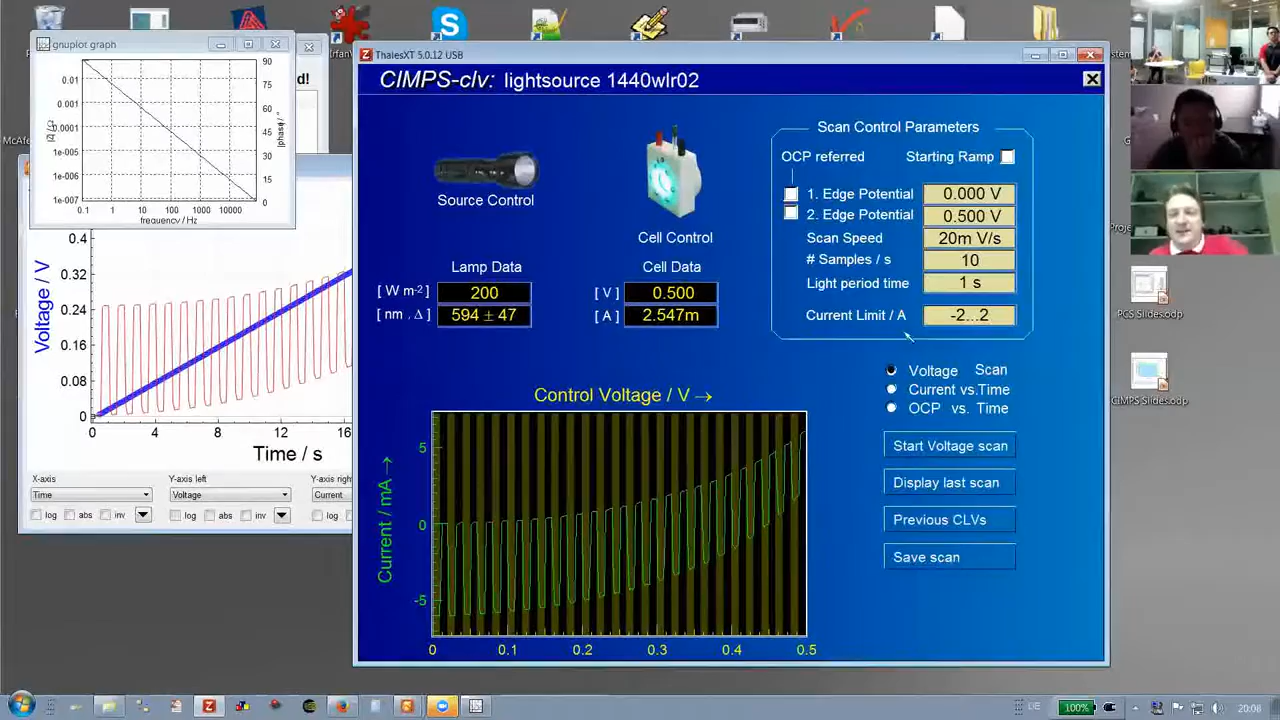 gnuplot graph
0.01
0.001
0.0001
1e-005
1e-006
1e-007
|Z| / Ω
90
75
60
45
30
15
0
|phase| / °
0.1 1 10 100 1000 10000
frequency / Hz
d!
McAfe
Voltage / V
0.4
0.32
0.24
0.16
0.08
0
0 4 8 12 16
Time / s
X-axis
Y-axis left
Y-axis right
Time
Voltage
Current
log abs inv
log abs inv
log
ThalesXT 5.0.12 USB
CIMPS-clv: lightsource 1440wlr02
Source Control
Cell Control
Lamp Data
[ W m-2 ] 200
[ nm , Δ ] 594 ± 47
Cell Data
[ V ] 0.500
[ A ] 2.547m
Scan Control Parameters
OCP referred Starting Ramp
1. Edge Potential 0.000 V
2. Edge Potential 0.500 V
Scan Speed 20m V/s
# Samples / s 10
Light period time 1 s
Current Limit / A -2...2
Voltage Scan
Current vs.Time
OCP vs. Time
Start Voltage scan
Display last scan
Previous CLVs
Save scan
Control Voltage / V →
Current / mA →
5
0
-5
0 0.1 0.2 0.3 0.4 0.5
PGS Slides.odp
CIMPS Slides.odp
100%
20:08